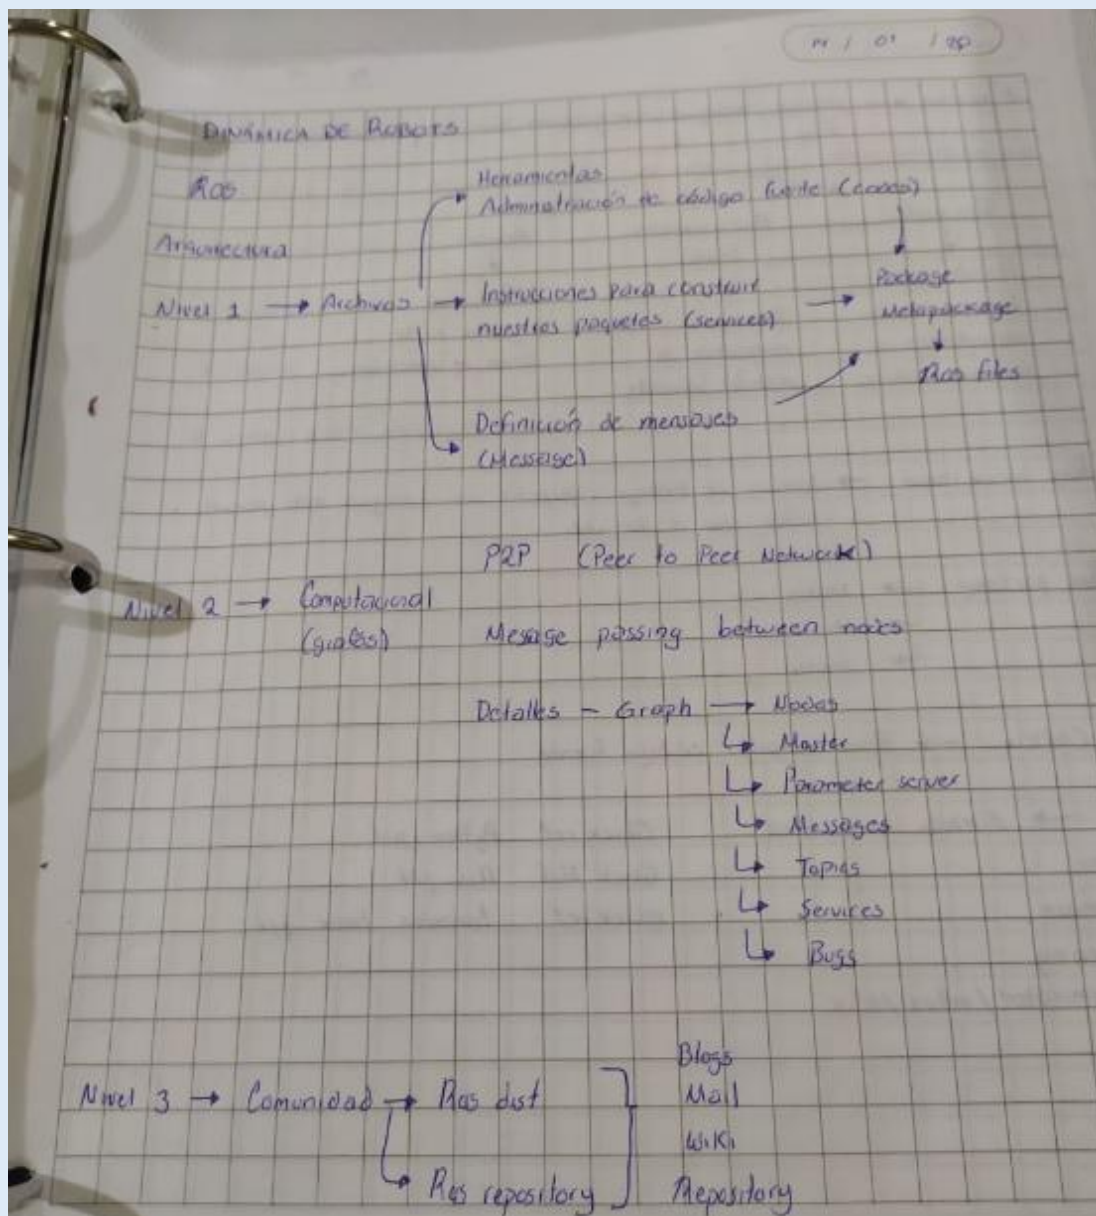 DINÁMICA DE ROBOTS
Ros
Arquitectura
Herramientas
Administración de código fuente
Nivel 1 → Archivos → Instrucciones para construir
nuestros paquetes (services)
Package
Metapackage
Ros files
Definición de mensajes
(Message)
P2P (Peer to Peer Network)
Nivel 2 → Computacional
Mesage passing between nodes
Detalles - Graph → Nodos
Master
Parameter server
Messages
Topics
Services
Bugs
Nivel 3 → Comunidad → Ros dist
Ros repository
Blogs
Mail
Wiki
Repository